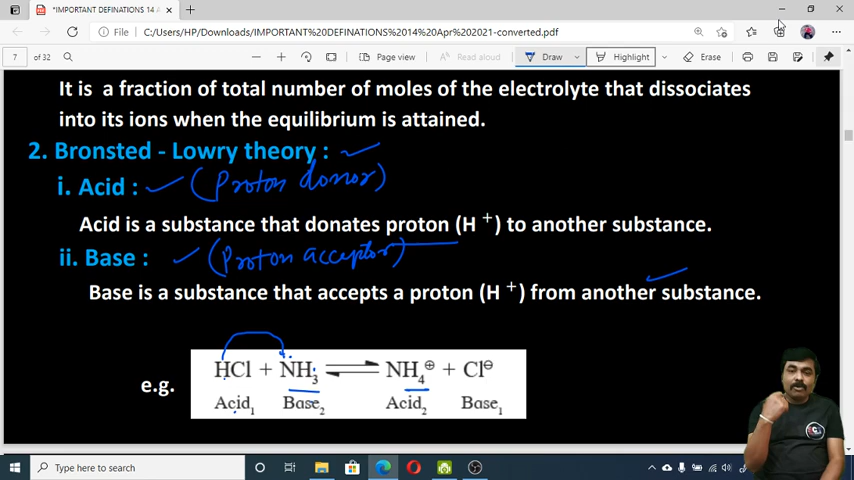 *IMPORTANT DEFINATIONS 14 A
File
C:/Users/HP/Downloads/IMPORTANT%20DEFINATIONS%2014%20Apr%202021-converted.pdf
7 of 32
Page view
Read aloud
Draw
Highlight
Erase
It is a fraction of total number of moles of the electrolyte that dissociates
into its ions when the equilibrium is attained.
2. Bronsted - Lowry theory :
i. Acid : (Proton donor)
Acid is a substance that donates proton (H +) to another substance.
ii. Base : (Proton acceptor)
Base is a substance that accepts a proton (H +) from another substance.
e.g. HCl + NH₃ ⇌ NH₄⊕ + Cl⊖
Acid₁ Base₂ Acid₂ Base₁
Type here to search